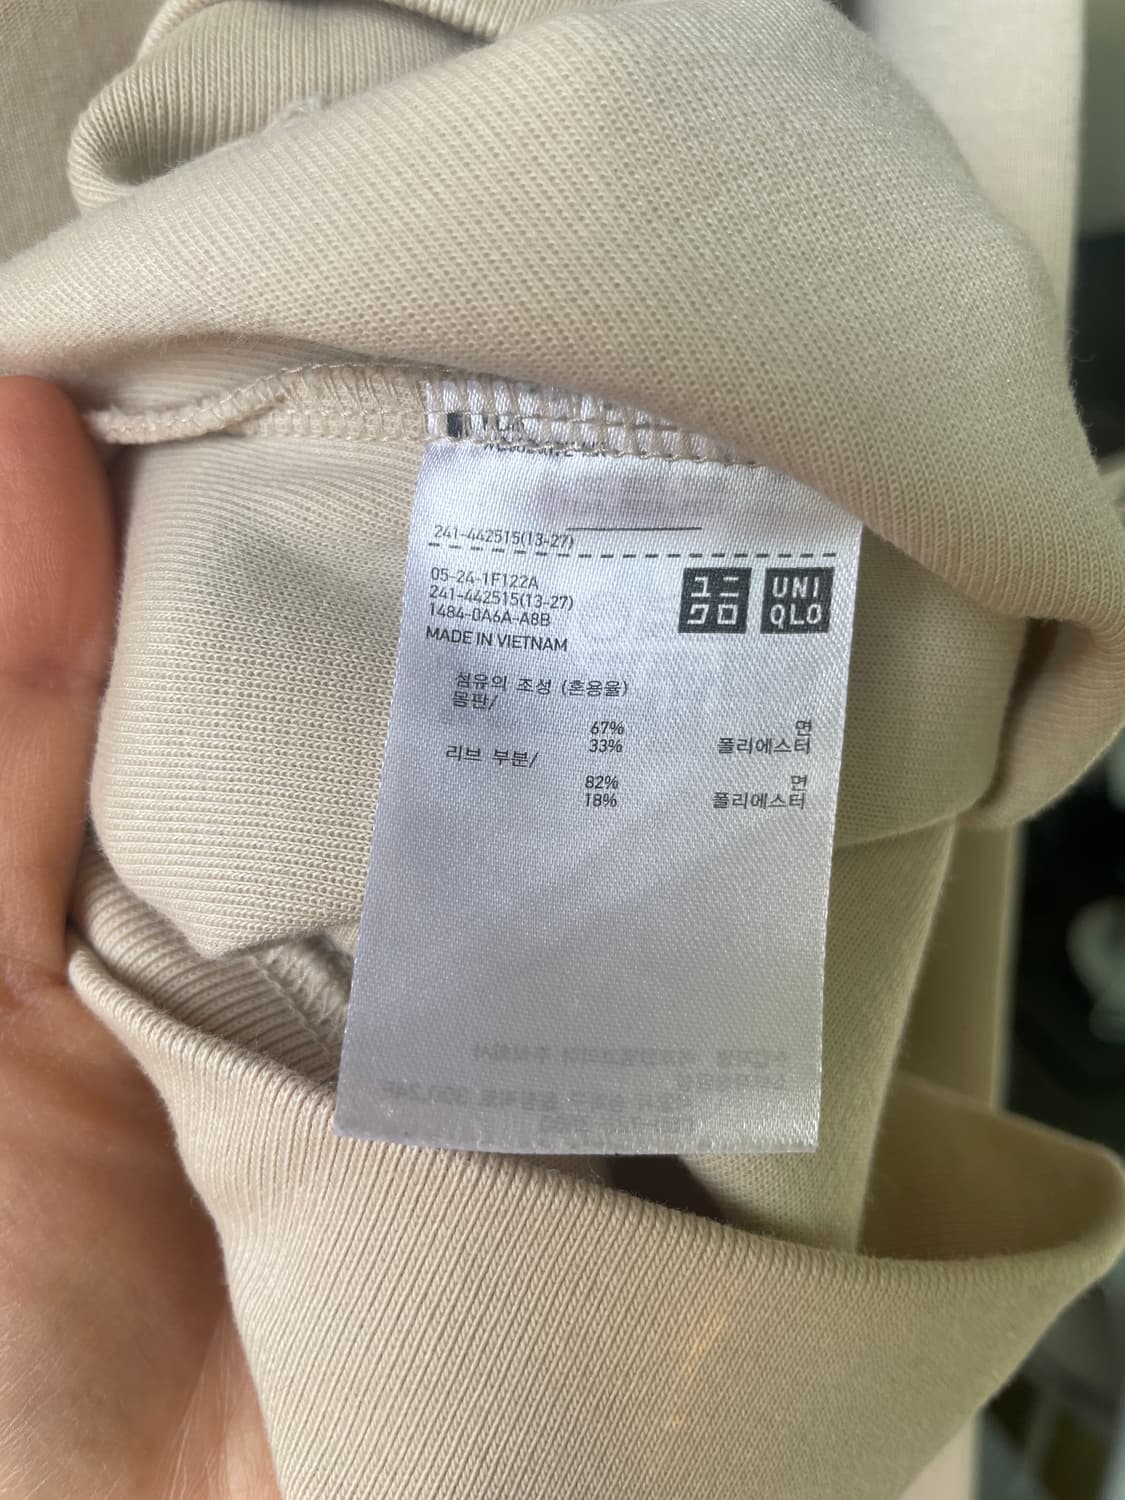 241-442515(13-27)
05-24-1F122A
241-442515(13-27)
1484-0A6A-A8B
MADE IN VIETNAM
ユニ
クロ
UNI
QLO
섬유의 조성 (혼용율)
몸판/
67% 면
33% 폴리에스터
리브 부분/
82% 면
18% 폴리에스터